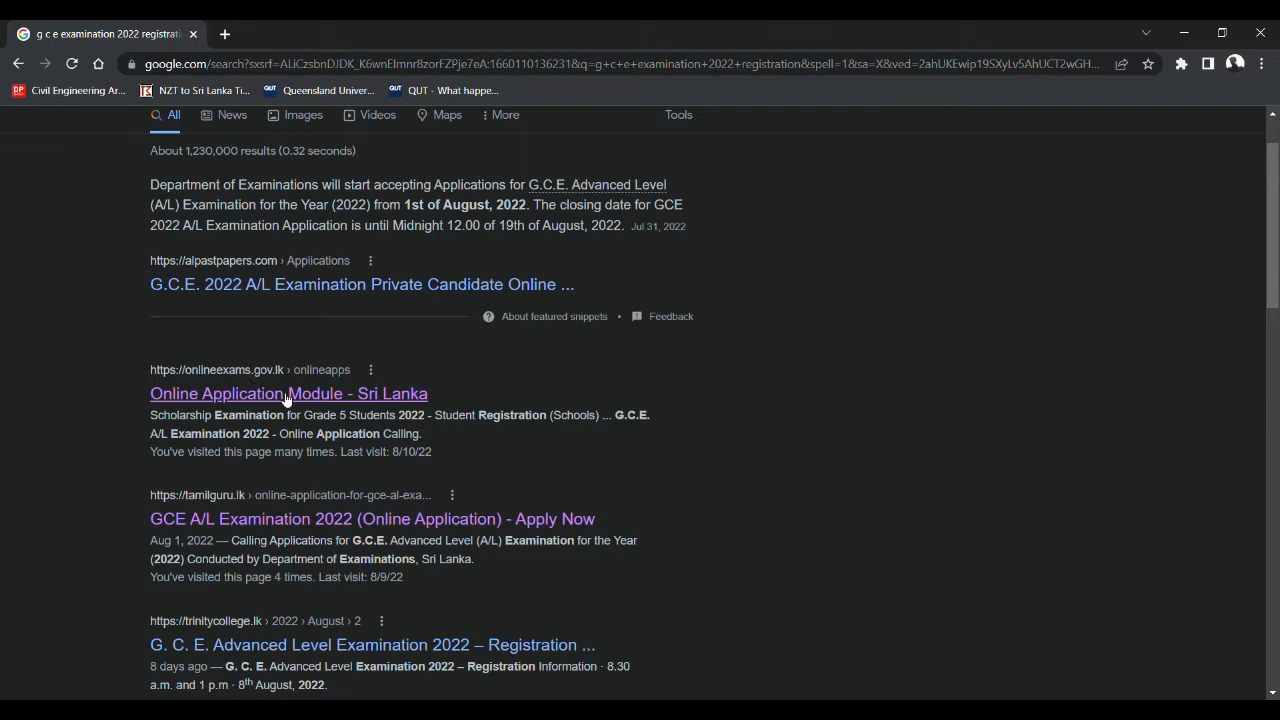 g c e examination 2022 registrati
google.com/search?sxsrf=ALiCzsbnDJDK_K6wnElmnr8zorFZPje7eA:1660110136231&q=g+c+e+examination+2022+registration&spell=1&sa=X&ved=2ahUKEwip19SXyLv5AhUCT2wGH...
DP Civil Engineering Ar... NZT to Sri Lanka Ti... QUT Queensland Univer... QUT QUT - What happe...
All News Images Videos Maps More Tools
About 1,230,000 results (0.32 seconds)
Department of Examinations will start accepting Applications for G.C.E. Advanced Level
(A/L) Examination for the Year (2022) from 1st of August, 2022. The closing date for GCE
2022 A/L Examination Application is until Midnight 12.00 of 19th of August, 2022. Jul 31, 2022
https://alpastpapers.com › Applications
G.C.E. 2022 A/L Examination Private Candidate Online ...
About featured snippets • Feedback
https://onlineexams.gov.lk › onlineapps
Online Application Module - Sri Lanka
Scholarship Examination for Grade 5 Students 2022 - Student Registration (Schools) ... G.C.E.
A/L Examination 2022 - Online Application Calling.
You've visited this page many times. Last visit: 8/10/22
https://tamilguru.lk › online-application-for-gce-al-exa...
GCE A/L Examination 2022 (Online Application) - Apply Now
Aug 1, 2022 — Calling Applications for G.C.E. Advanced Level (A/L) Examination for the Year
(2022) Conducted by Department of Examinations, Sri Lanka.
You've visited this page 4 times. Last visit: 8/9/22
https://trinitycollege.lk › 2022 › August › 2
G. C. E. Advanced Level Examination 2022 – Registration ...
8 days ago — G. C. E. Advanced Level Examination 2022 – Registration Information · 8.30
a.m. and 1 p.m · 8th August, 2022.